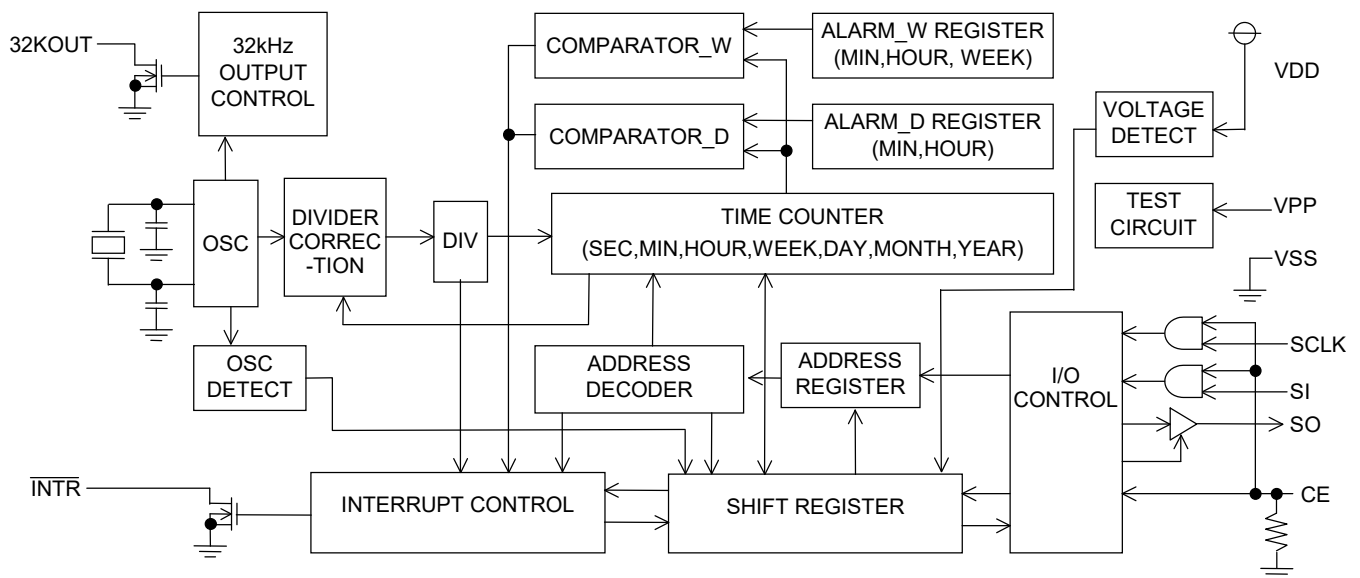 32KOUT
32kHz
OUTPUT
CONTROL
COMPARATOR_W
ALARM_W REGISTER
(MIN,HOUR, WEEK)
VDD
VOLTAGE
DETECT
COMPARATOR_D
ALARM_D REGISTER
(MIN,HOUR)
OSC
DIVIDER
CORREC
-TION
DIV
TIME COUNTER
(SEC,MIN,HOUR,WEEK,DAY,MONTH,YEAR)
TEST
CIRCUIT
VPP
VSS
OSC
DETECT
ADDRESS
DECODER
ADDRESS
REGISTER
I/O
CONTROL
SCLK
SI
SO
INTR
INTERRUPT CONTROL
SHIFT REGISTER
CE